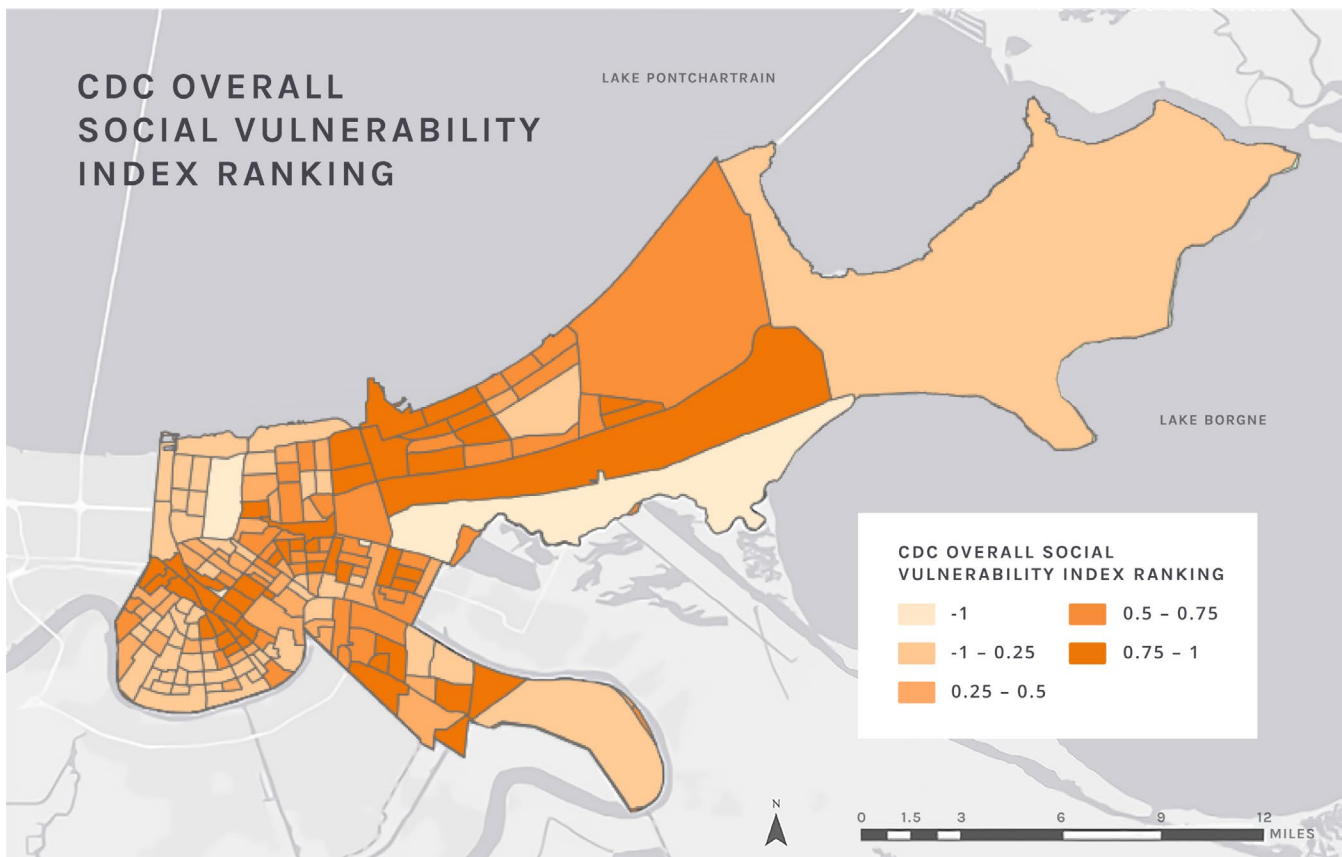 CDC OVERALL
SOCIAL VULNERABILITY
INDEX RANKING
LAKE PONTCHARTRAIN
LAKE BORGNE
CDC OVERALL SOCIAL
VULNERABILITY INDEX RANKING
-1
0.5 – 0.75
-1 – 0.25
0.75 – 1
0.25 – 0.5
N
0 1.5 3 6 9 12
MILES